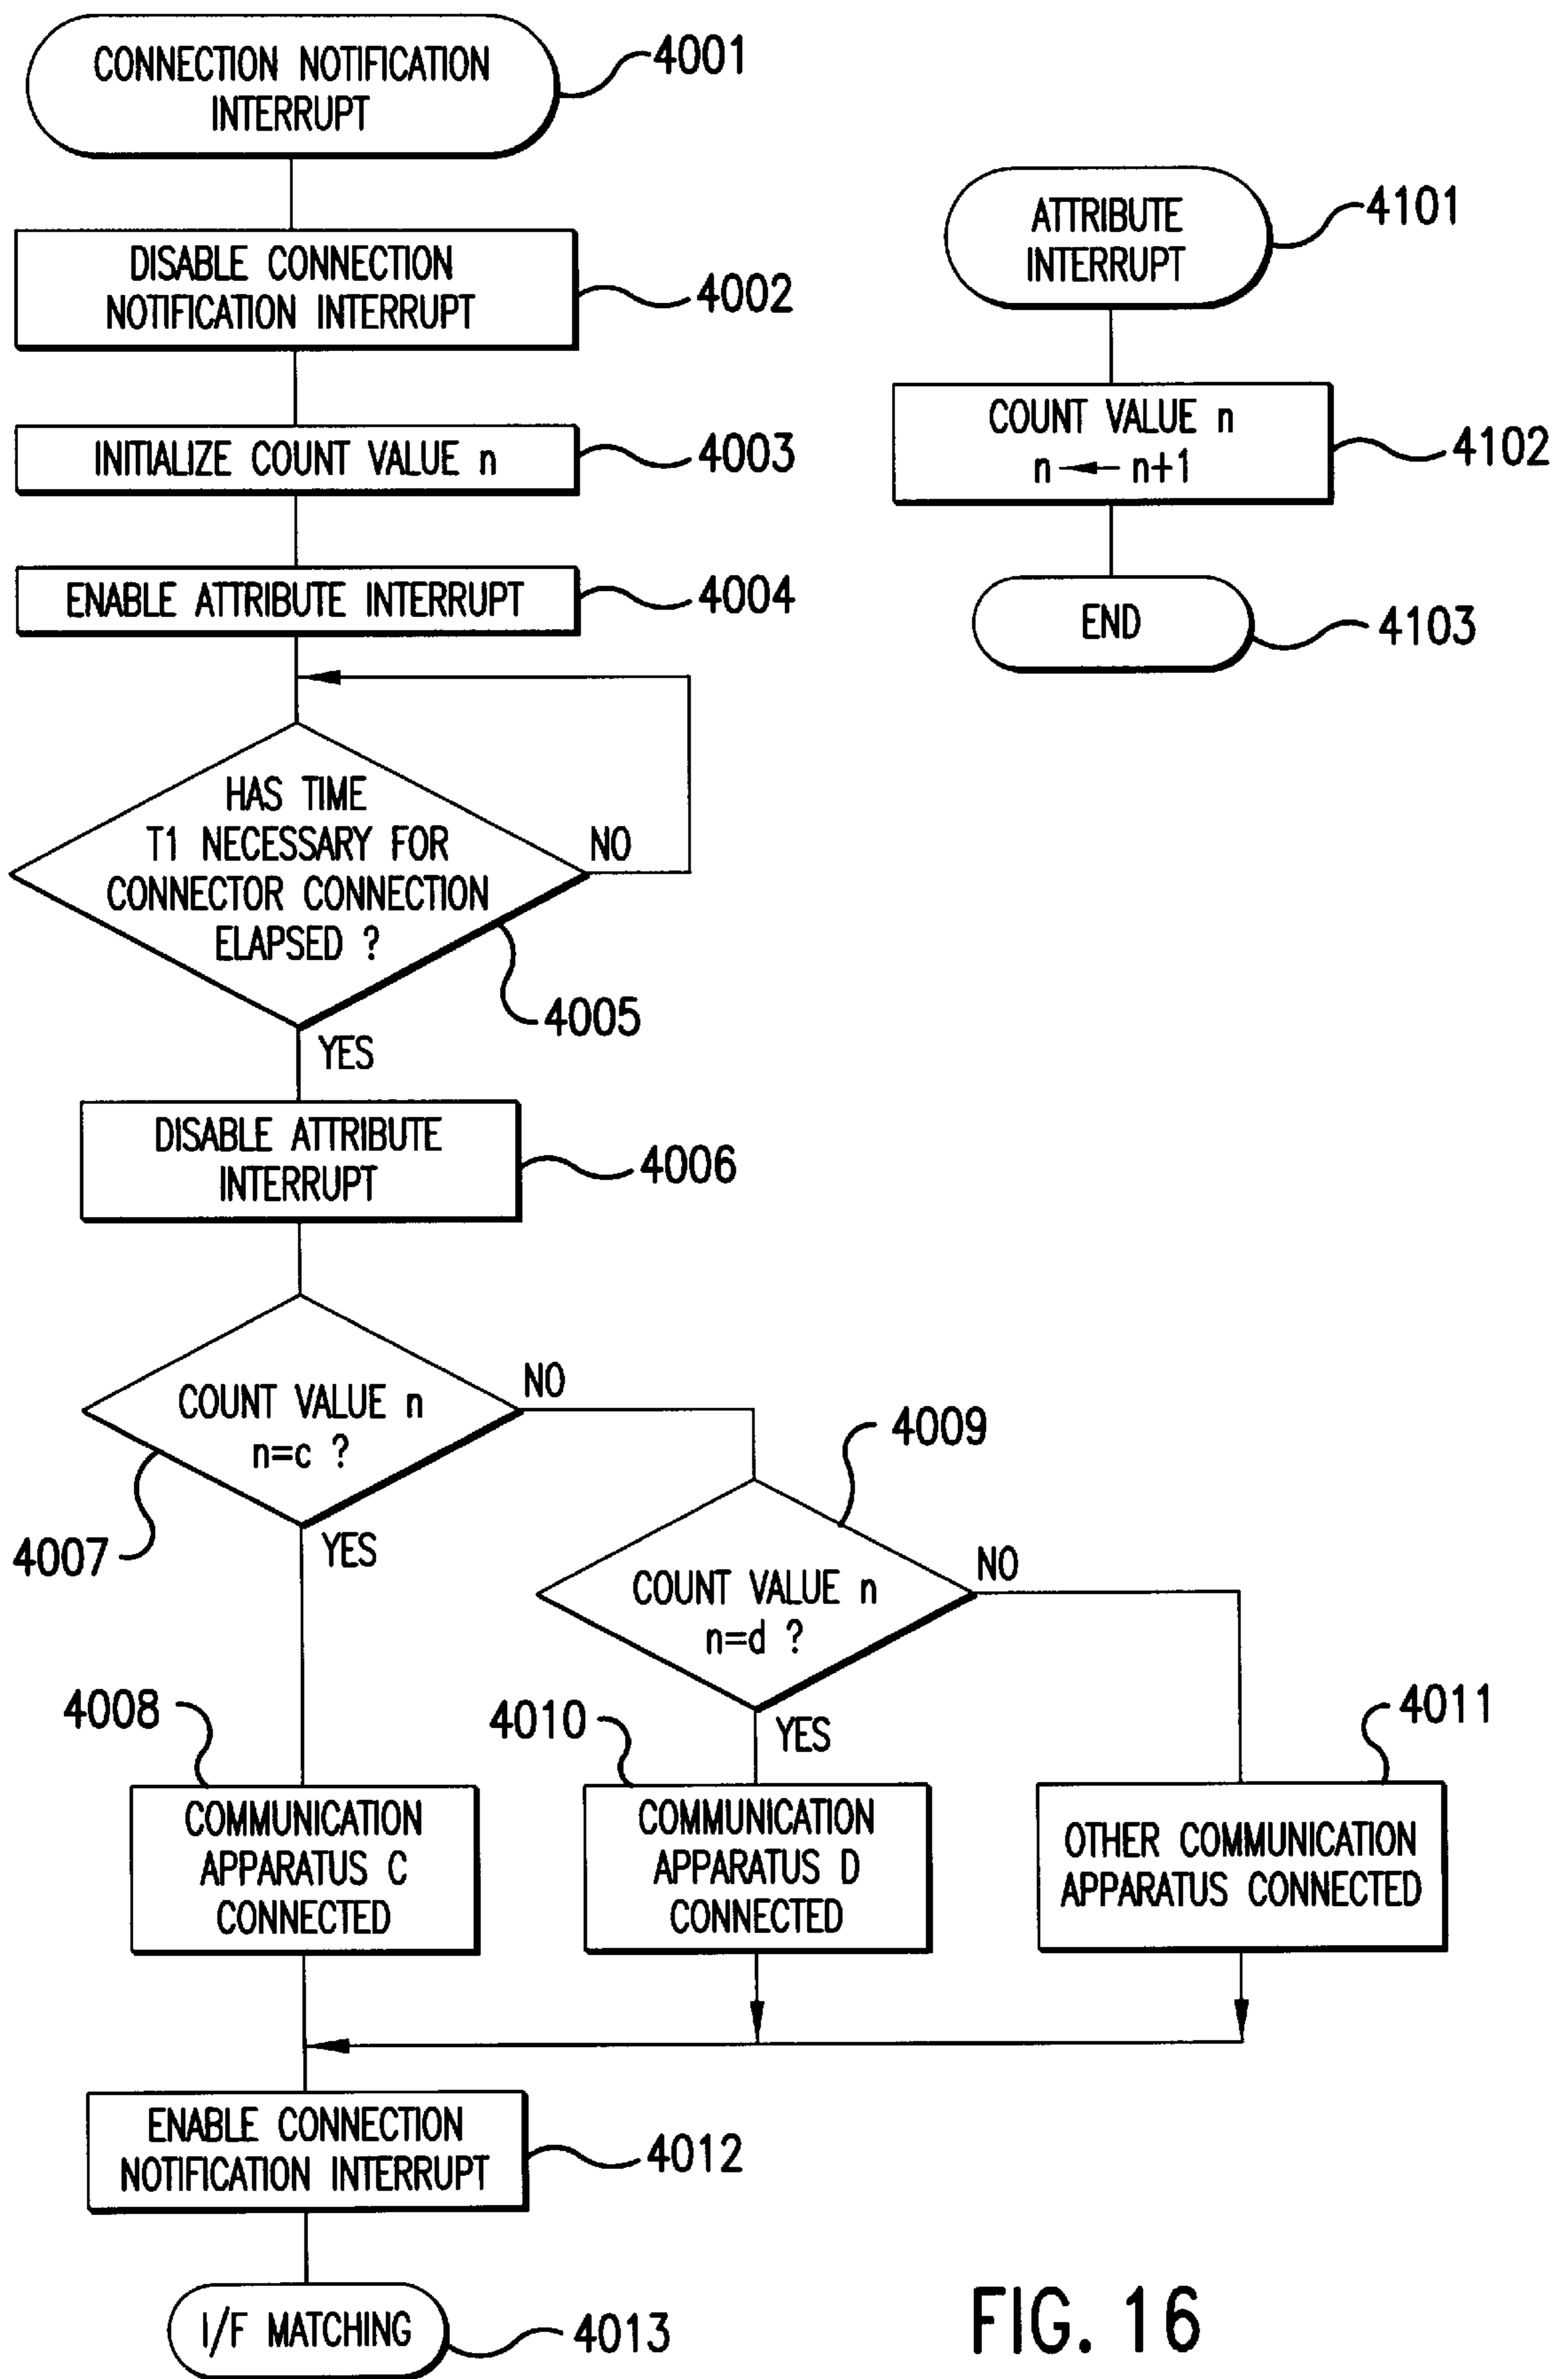 CONNECTION NOTIFICATION
INTERRUPT
4001
DISABLE CONNECTION
NOTIFICATION INTERRUPT
4002
INITIALIZE COUNT VALUE n
4003
ENABLE ATTRIBUTE INTERRUPT
4004
HAS TIME
T1 NECESSARY FOR
CONNECTOR CONNECTION
ELAPSED ?
NO
4005
YES
DISABLE ATTRIBUTE
INTERRUPT
4006
COUNT VALUE n
n=c ?
NO
4007
YES
4009
COUNT VALUE n
n=d ?
NO
YES
4008
COMMUNICATION
APPARATUS C
CONNECTED
4010
COMMUNICATION
APPARATUS D
CONNECTED
4011
OTHER COMMUNICATION
APPARATUS CONNECTED
ENABLE CONNECTION
NOTIFICATION INTERRUPT
4012
I/F MATCHING
4013
ATTRIBUTE
INTERRUPT
4101
COUNT VALUE n
n ← n+1
4102
END
4103
FIG. 16